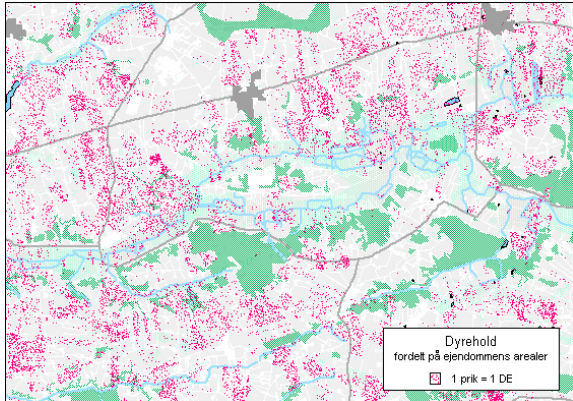 Dyrehold
fordelt på ejendommens arealer
1 prik = 1 DE